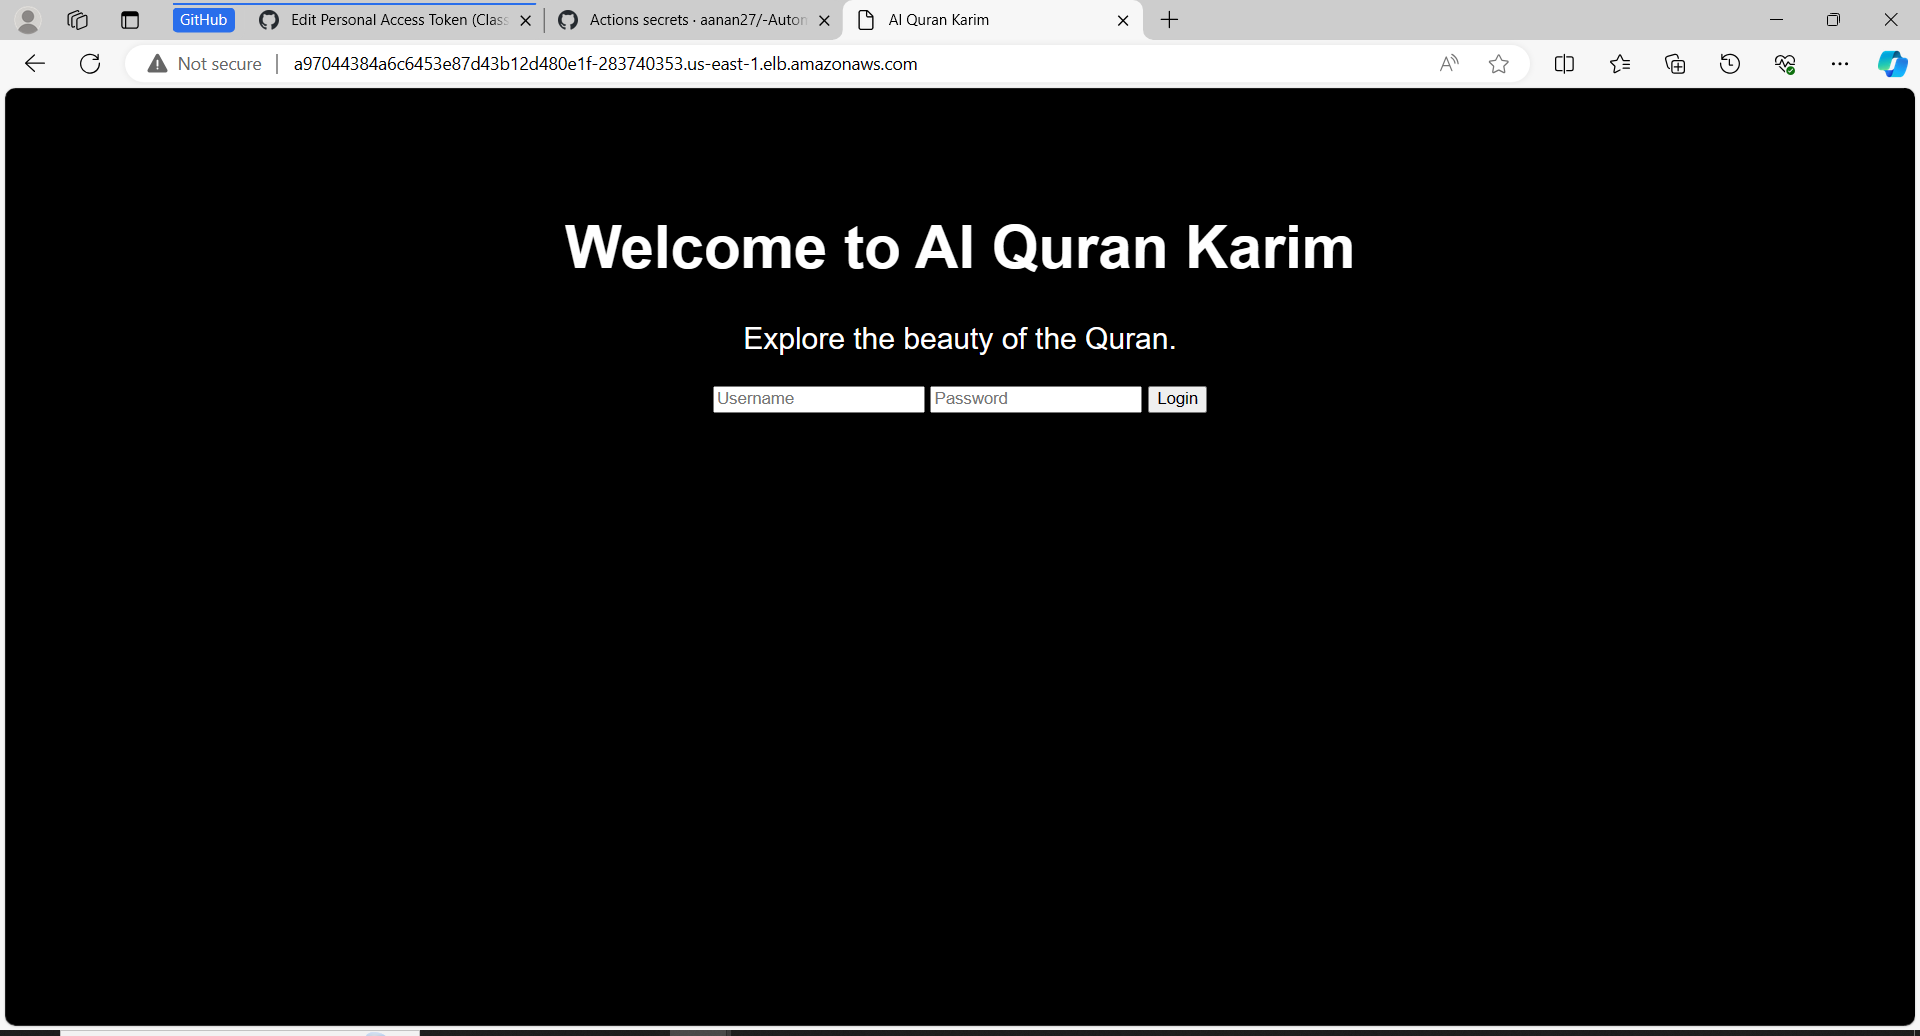 GitHub
Edit Personal Access Token (Clas
Actions secrets · aanan27/-Auton
Al Quran Karim
Not secure
a97044384a6c6453e87d43b12d480e1f-283740353.us-east-1.elb.amazonaws.com
Welcome to Al Quran Karim
Explore the beauty of the Quran.
Username Password Login